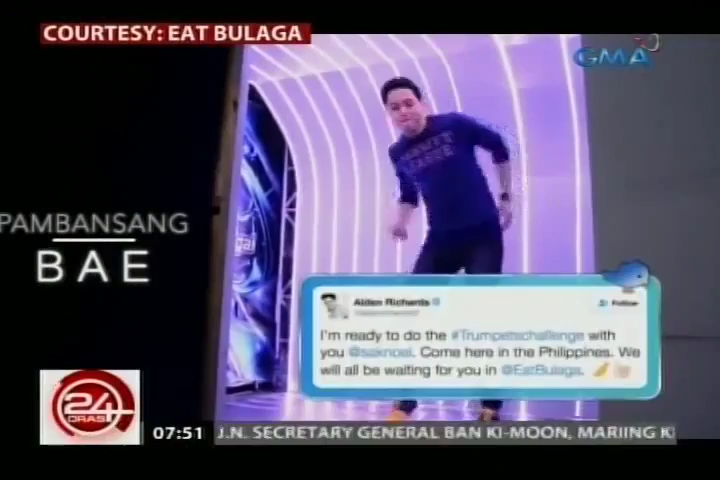 COURTESY: EAT BULAGA
GMA
PAMBANSANG
BAE
Alden Richards
Follow
I'm ready to do the #Trumpetschallenge with
you @saknoel. Come here in the Philippines. We
will all be waiting for you in @EatBulaga.
24
ORAS
07:51
J.N. SECRETARY GENERAL BAN KI-MOON, MARIING K